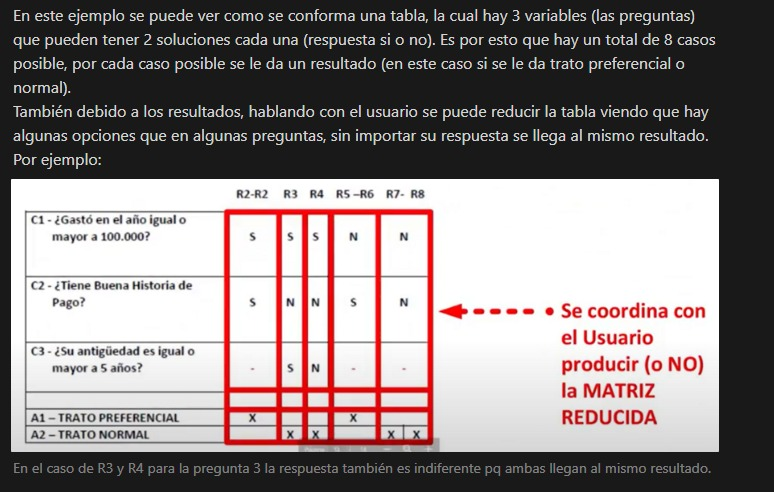 En este ejemplo se puede ver como se conforma una tabla, la cual hay 3 variables (las preguntas)
que pueden tener 2 soluciones cada una (respuesta si o no). Es por esto que hay un total de 8 casos
posible, por cada caso posible se le da un resultado (en este caso si se le da trato preferencial o
normal).
También debido a los resultados, hablando con el usuario se puede reducir la tabla viendo que hay
algunas opciones que en algunas preguntas, sin importar su respuesta se llega al mismo resultado.
Por ejemplo:
R2-R2 R3 R4 R5 –R6 R7- R8
C1 - ¿Gastó en el año igual o
mayor a 100.000?
S S S N N
C2 - ¿Tiene Buena Historia de
Pago?
S N N S N
C3 - ¿Su antigüedad es igual o
mayor a 5 años?
- S N - -
A1 – TRATO PREFERENCIAL X X
A2 – TRATO NORMAL X X X X
Se coordina con
el Usuario
producir (o NO)
la MATRIZ
REDUCIDA
En el caso de R3 y R4 para la pregunta 3 la respuesta también es indiferente pq ambas llegan al mismo resultado.